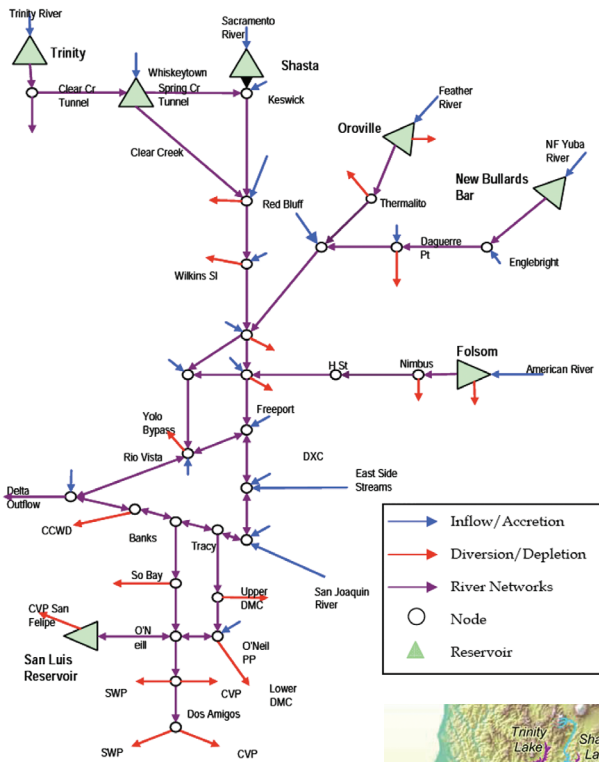 Trinity River
Sacramento
River
Trinity
Whiskeytown
Shasta
Clear Cr
Tunnel
Spring Cr
Tunnel
Keswick
Feather
River
Oroville
NF Yuba
River
Clear Creek
New Bullards
Bar
Red Bluff
Thermalito
Daguerre
Pt
Englebright
Wilkins Sl
H St
Nimbus
Folsom
American River
Freeport
Yolo
Bypass
Rio Vista
DXC
East Side
Streams
Delta
Outflow
CCWD
Banks
Tracy
San Joaquin
River
So Bay
Upper
DMC
CVP San
Felipe
O'N
eill
O'Neil
PP
San Luis
Reservoir
SWP
CVP
Lower
DMC
Dos Amigos
SWP
CVP
Inflow/Accretion
Diversion/Depletion
River Networks
Node
Reservoir
Trinity
Lake